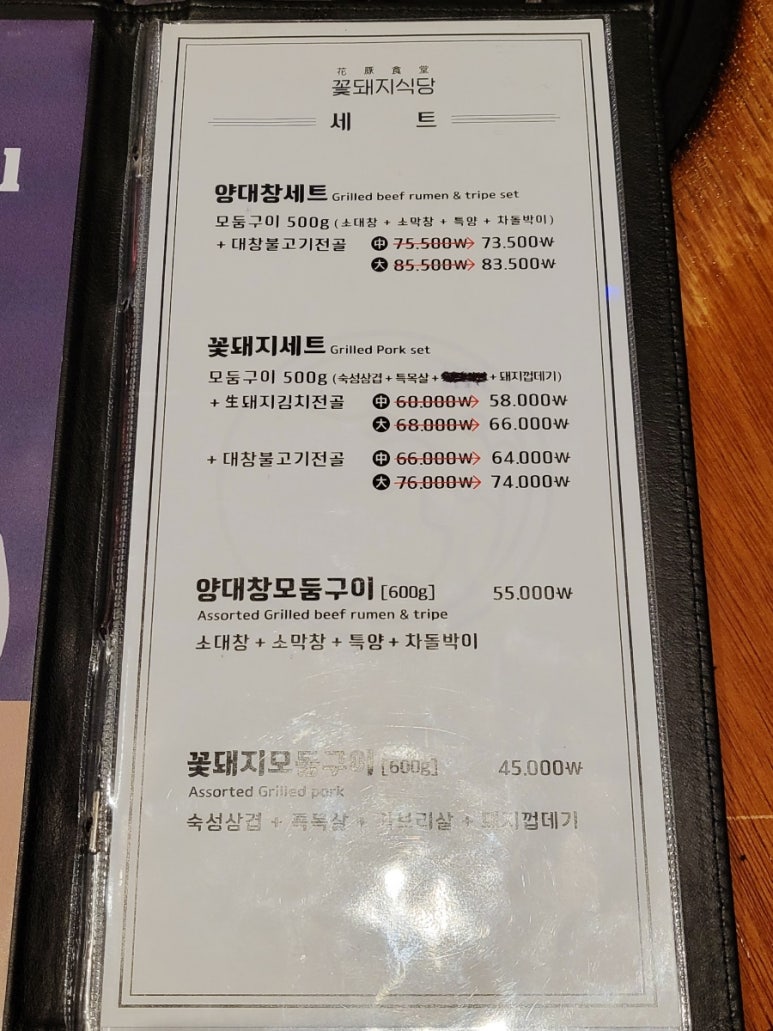 花豚食堂
꽃돼지식당
세 트
양대창세트 Grilled beef rumen & tripe set
모둠구이 500g (소대창 + 소막창 + 특양 + 차돌박이)
+ 대창불고기전골 中 75.500₩→ 73.500₩
大 85.500₩→ 83.500₩
꽃돼지세트 Grilled Pork set
모둠구이 500g (숙성삼겹 + 특목살 + + 돼지껍데기)
+ 生돼지김치전골 中 60.000₩→ 58.000₩
大 68.000₩→ 66.000₩
+ 대창불고기전골 中 66.000₩→ 64.000₩
大 76.000₩→ 74.000₩
양대창모둠구이 [600g] 55.000₩
Assorted Grilled beef rumen & tripe
소대창 + 소막창 + 특양 + 차돌박이
꽃돼지모둠구이 [600g] 45.000₩
Assorted Grilled pork
숙성삼겹 + 특목살 + 가브리살 + 돼지껍데기